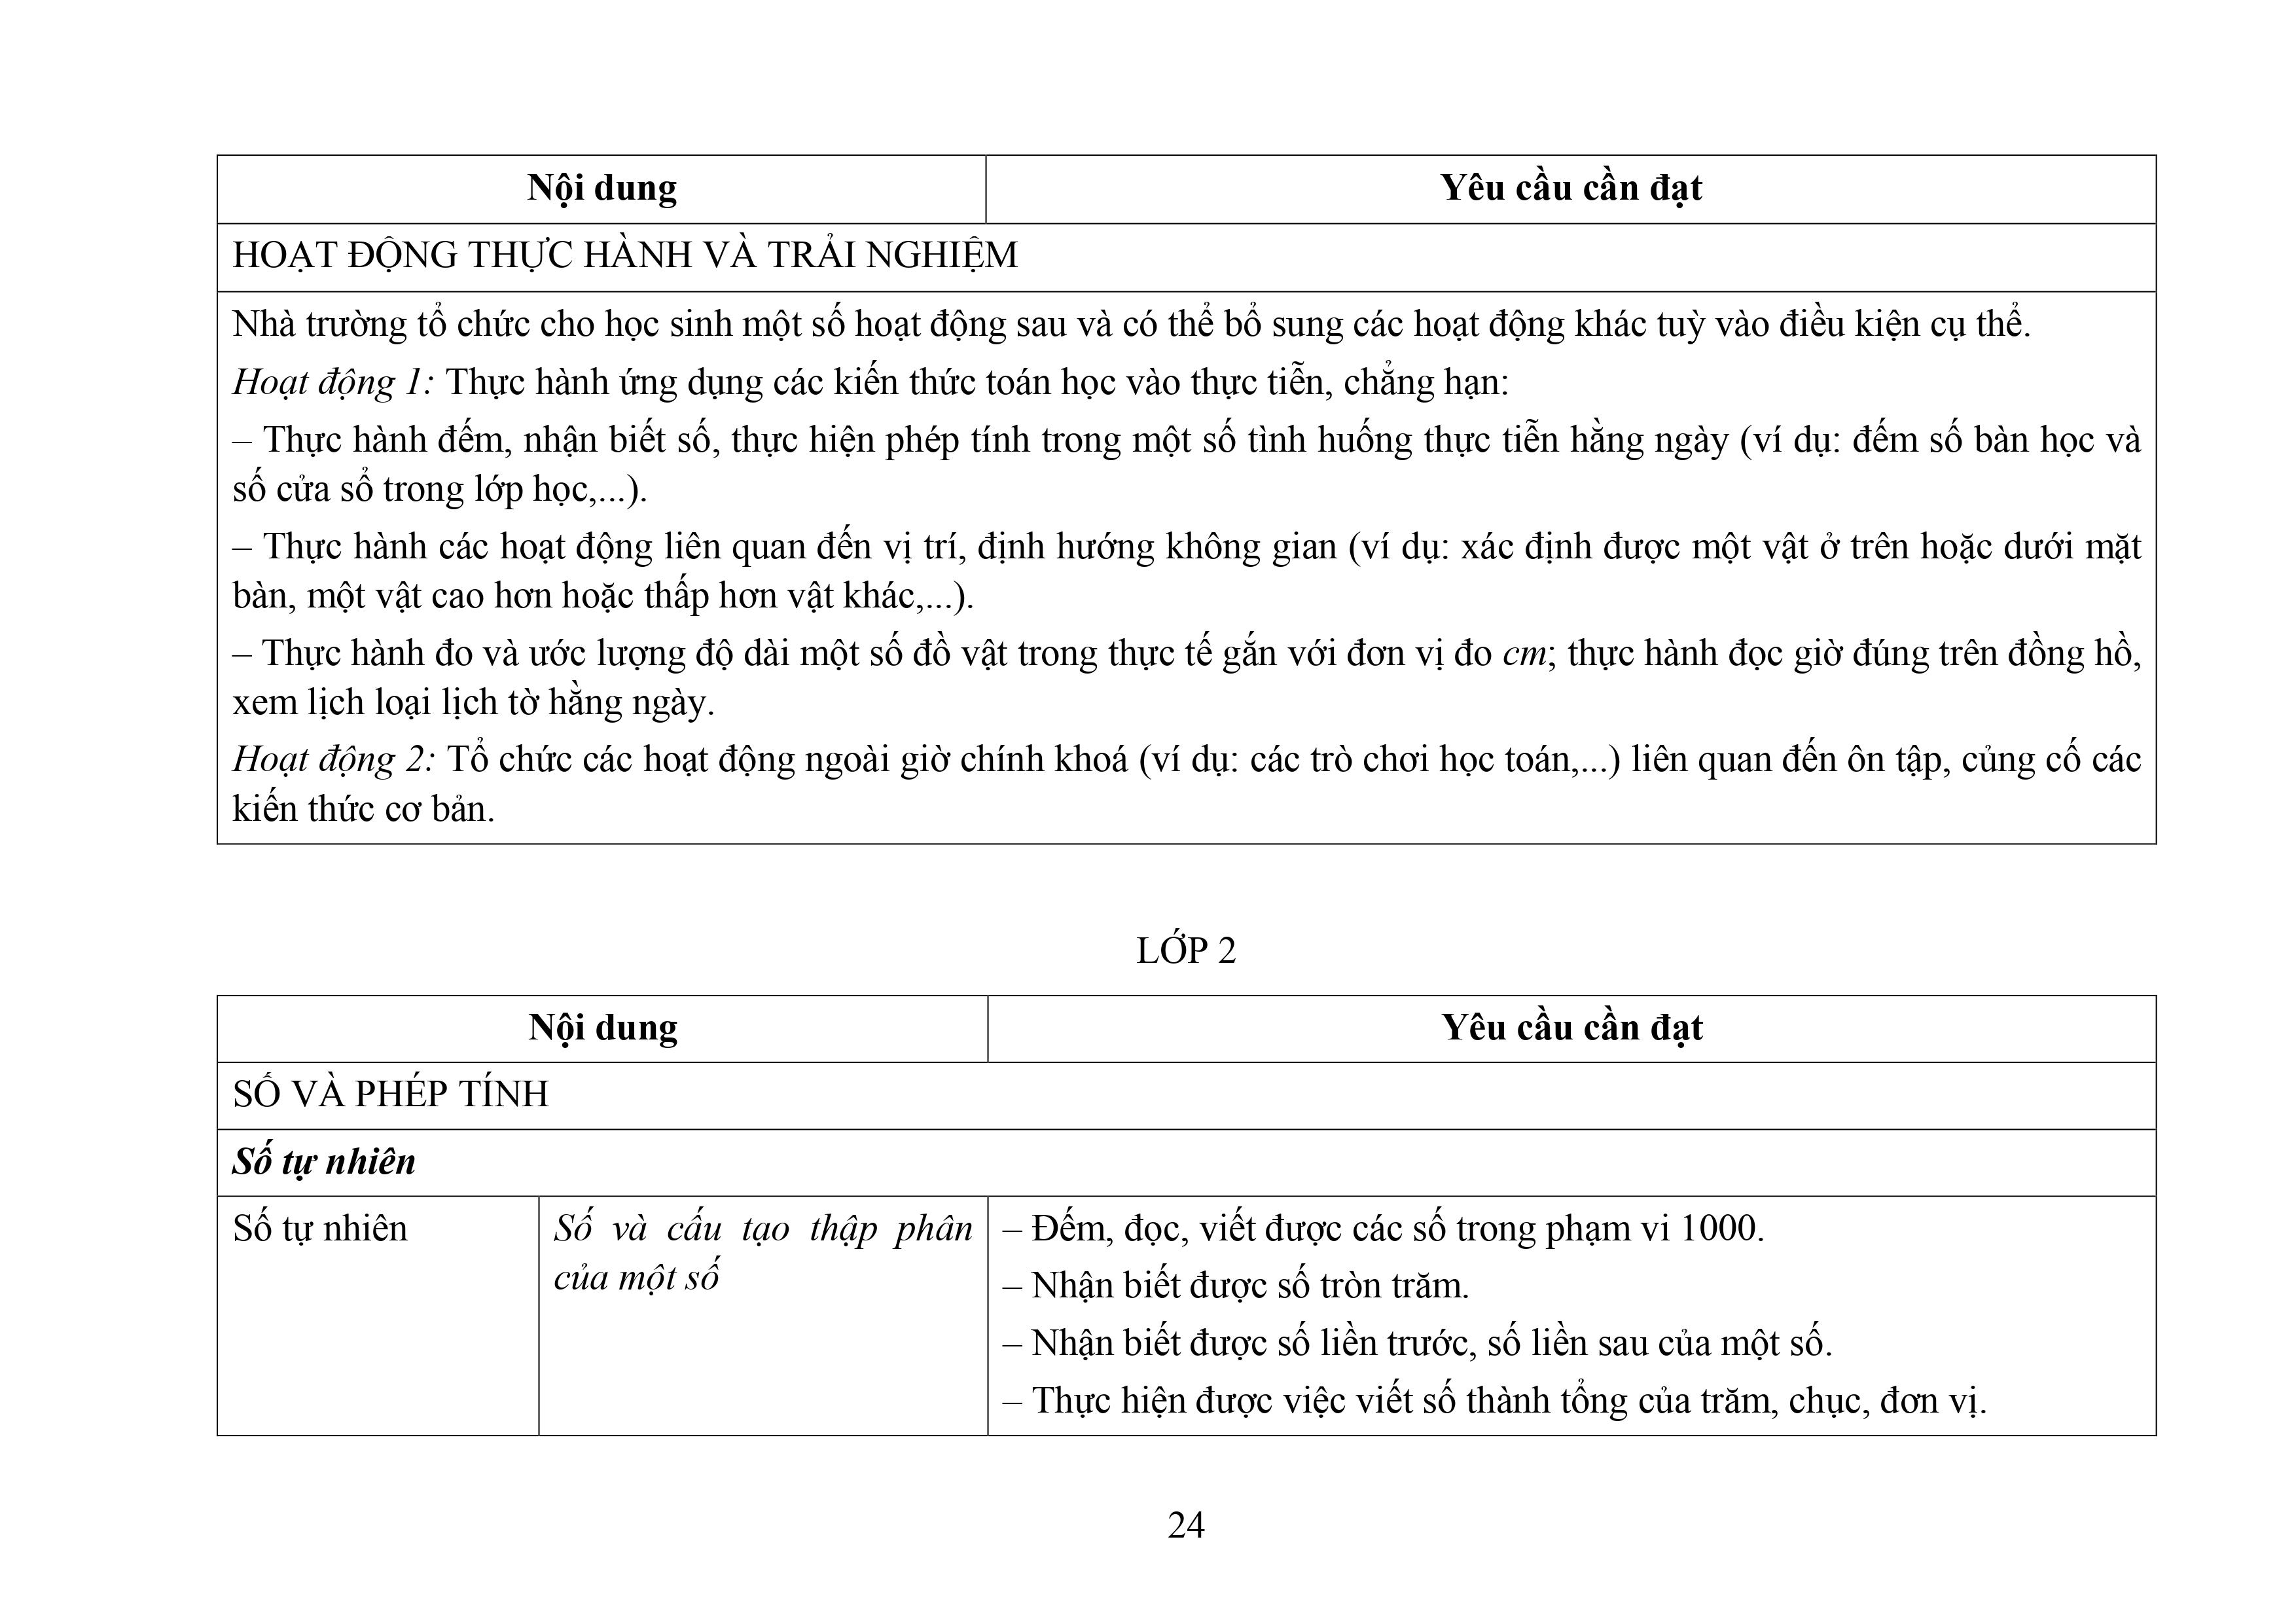 Nội dung
Yêu cầu cần đạt
HOẠT ĐỘNG THỰC HÀNH VÀ TRẢI NGHIỆM
Nhà trường tổ chức cho học sinh một số hoạt động sau và có thể bổ sung các hoạt động khác tuỳ vào điều kiện cụ thể.
Hoạt động 1: Thực hành ứng dụng các kiến thức toán học vào thực tiễn, chẳng hạn:
– Thực hành đếm, nhận biết số, thực hiện phép tính trong một số tình huống thực tiễn hằng ngày (ví dụ: đếm số bàn học và
số cửa sổ trong lớp học,...).
– Thực hành các hoạt động liên quan đến vị trí, định hướng không gian (ví dụ: xác định được một vật ở trên hoặc dưới mặt
bàn, một vật cao hơn hoặc thấp hơn vật khác,...).
– Thực hành đo và ước lượng độ dài một số đồ vật trong thực tế gắn với đơn vị đo cm; thực hành đọc giờ đúng trên đồng hồ,
xem lịch loại lịch tờ hằng ngày.
Hoạt động 2: Tổ chức các hoạt động ngoài giờ chính khoá (ví dụ: các trò chơi học toán,...) liên quan đến ôn tập, củng cố các
kiến thức cơ bản.
LỚP 2
Nội dung
Yêu cầu cần đạt
SỐ VÀ PHÉP TÍNH
Số tự nhiên
Số tự nhiên
Số và cấu tạo thập phân
của một số
– Đếm, đọc, viết được các số trong phạm vi 1000.
– Nhận biết được số tròn trăm.
– Nhận biết được số liền trước, số liền sau của một số.
– Thực hiện được việc viết số thành tổng của trăm, chục, đơn vị.
24